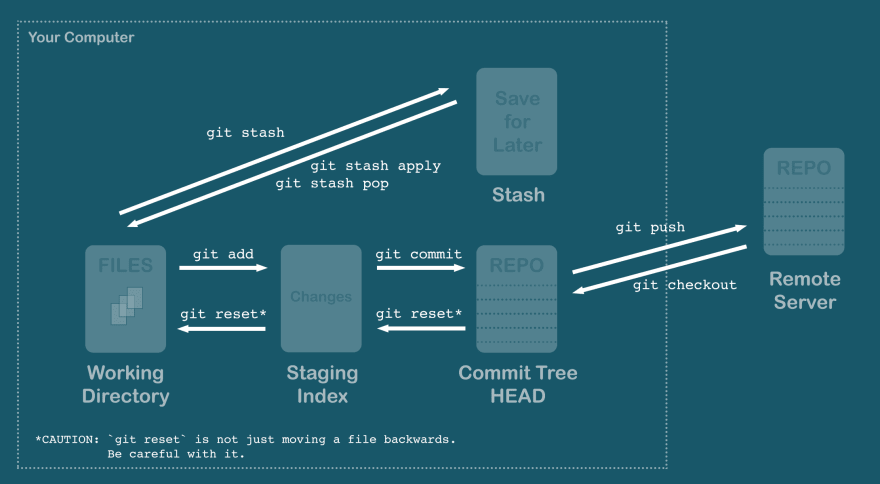 Your Computer
Save
for
Later
git stash
git stash apply
git stash pop
Stash
REPO
git push
git checkout
Remote
Server
FILES
git add
Changes
git commit
REPO
git reset*
git reset*
Working
Directory
Staging
Index
Commit Tree
HEAD
*CAUTION: `git reset` is not just moving a file backwards.
Be careful with it.